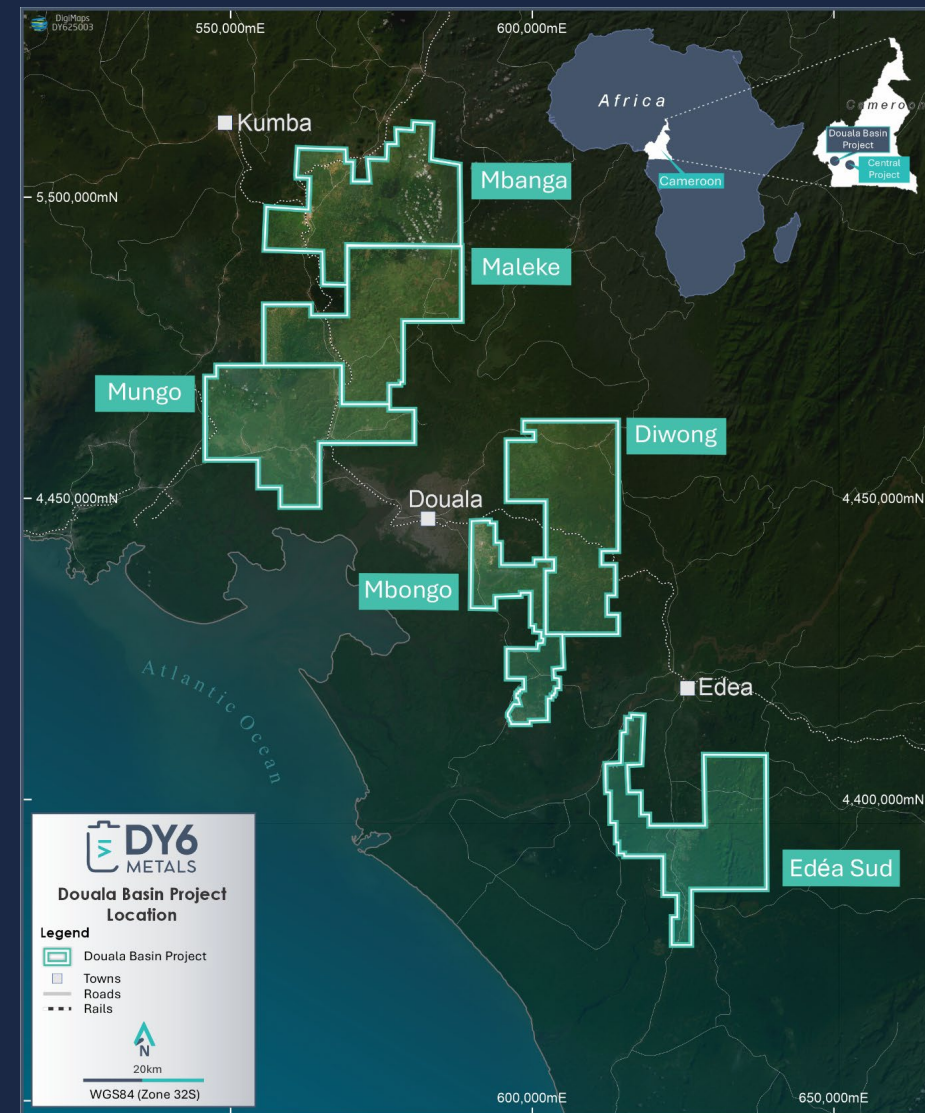 DigiMaps
DY625003
550,000mE
600,000mE
Africa
Cameroon
Douala Basin
Project
Central
Project
Cameroon
Kumba
Mbanga
5,500,000mN
Maleke
Mungo
Diwong
4,450,000mN
Douala
4,450,000mN
Mbongo
Atlantic Ocean
Edea
4,400,000mN
Edéa Sud
DY6
METALS
Douala Basin Project
Location
Legend
Douala Basin Project
Towns
Roads
Rails
N
20km
WGS84 (Zone 32S)
600,000mE
650,000mE